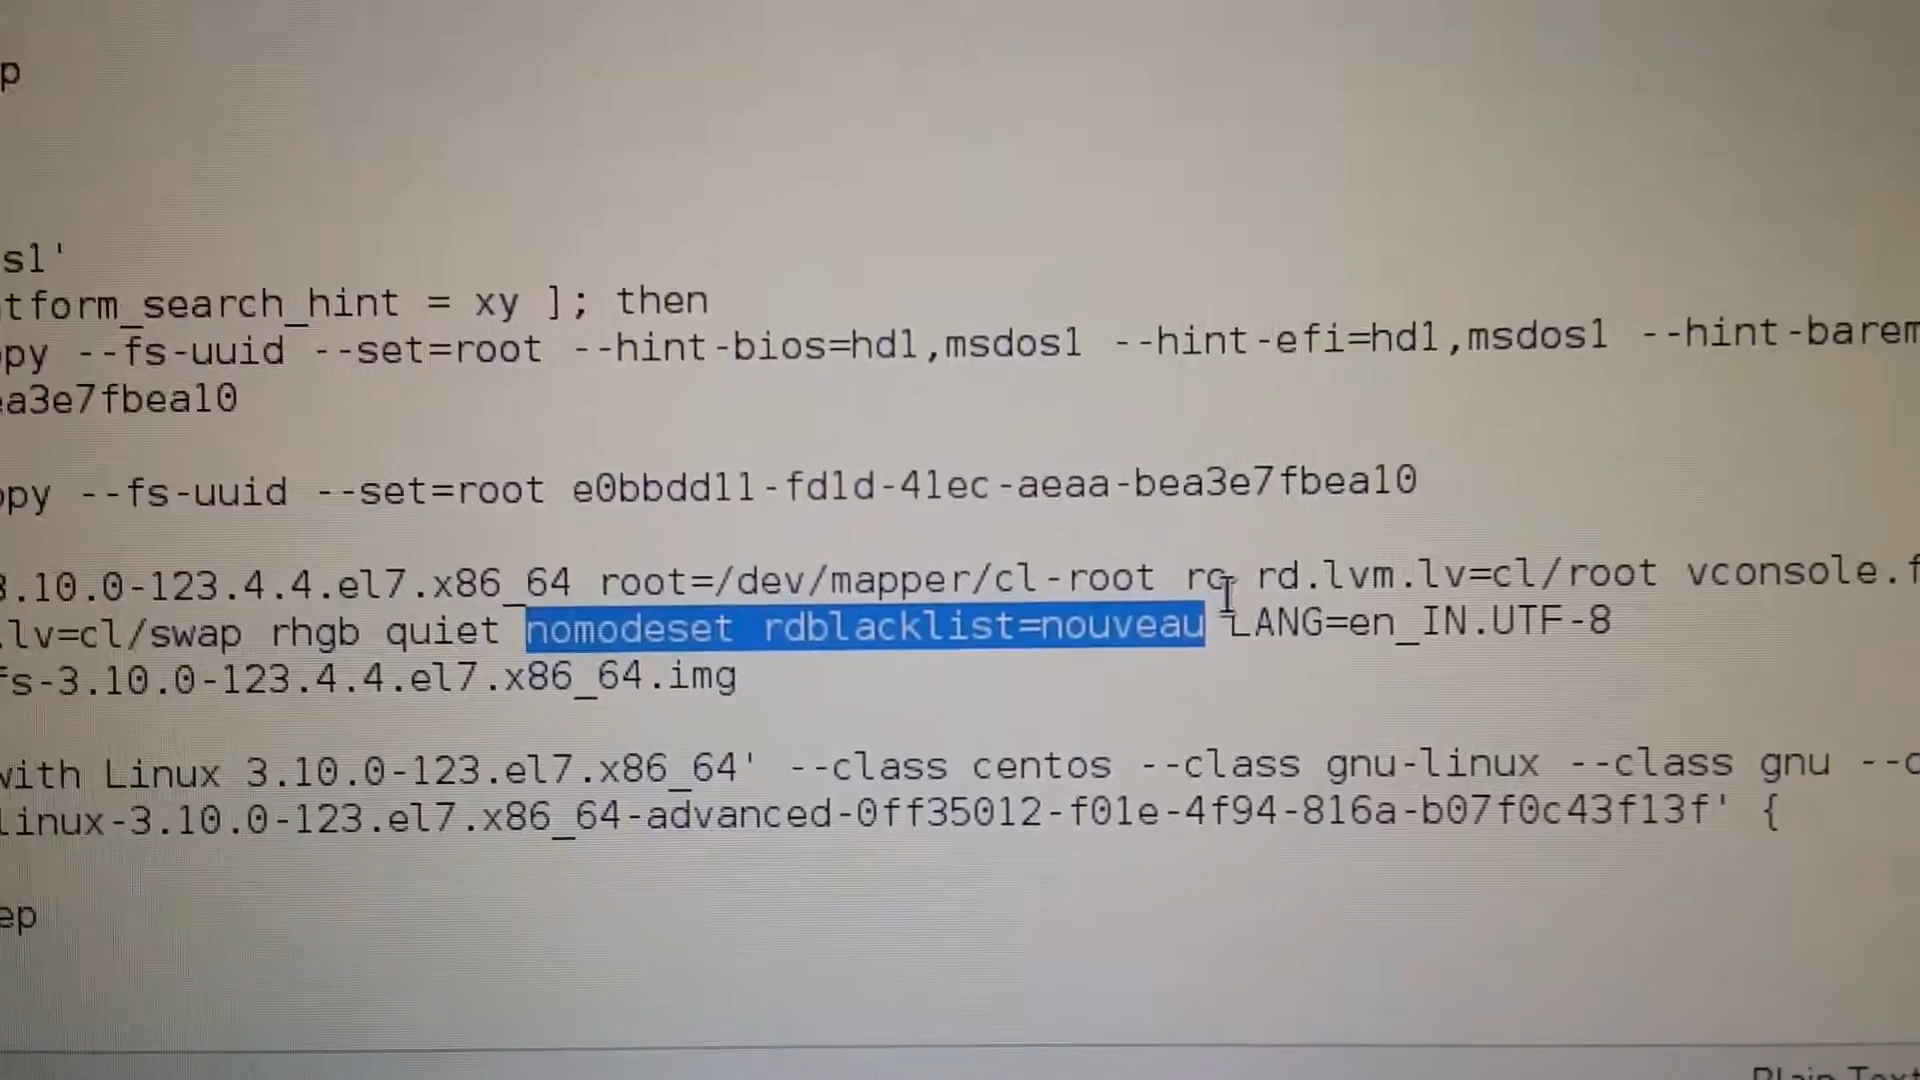 p
s1'
tform_search_hint = xy ]; then
py --fs-uuid --set=root --hint-bios=hd1,msdos1 --hint-efi=hd1,msdos1 --hint-barem
a3e7fbea10
py --fs-uuid --set=root e0bbdd11-fd1d-41ec-aeaa-bea3e7fbea10
3.10.0-123.4.4.el7.x86_64 root=/dev/mapper/cl-root ro rd.lvm.lv=cl/root vconsole.f
.lv=cl/swap rhgb quiet nomodeset rdblacklist=nouveau LANG=en_IN.UTF-8
fs-3.10.0-123.4.4.el7.x86_64.img
with Linux 3.10.0-123.el7.x86_64' --class centos --class gnu-linux --class gnu --c
linux-3.10.0-123.el7.x86_64-advanced-0ff35012-f01e-4f94-816a-b07f0c43f13f' {
ep
Plain Text